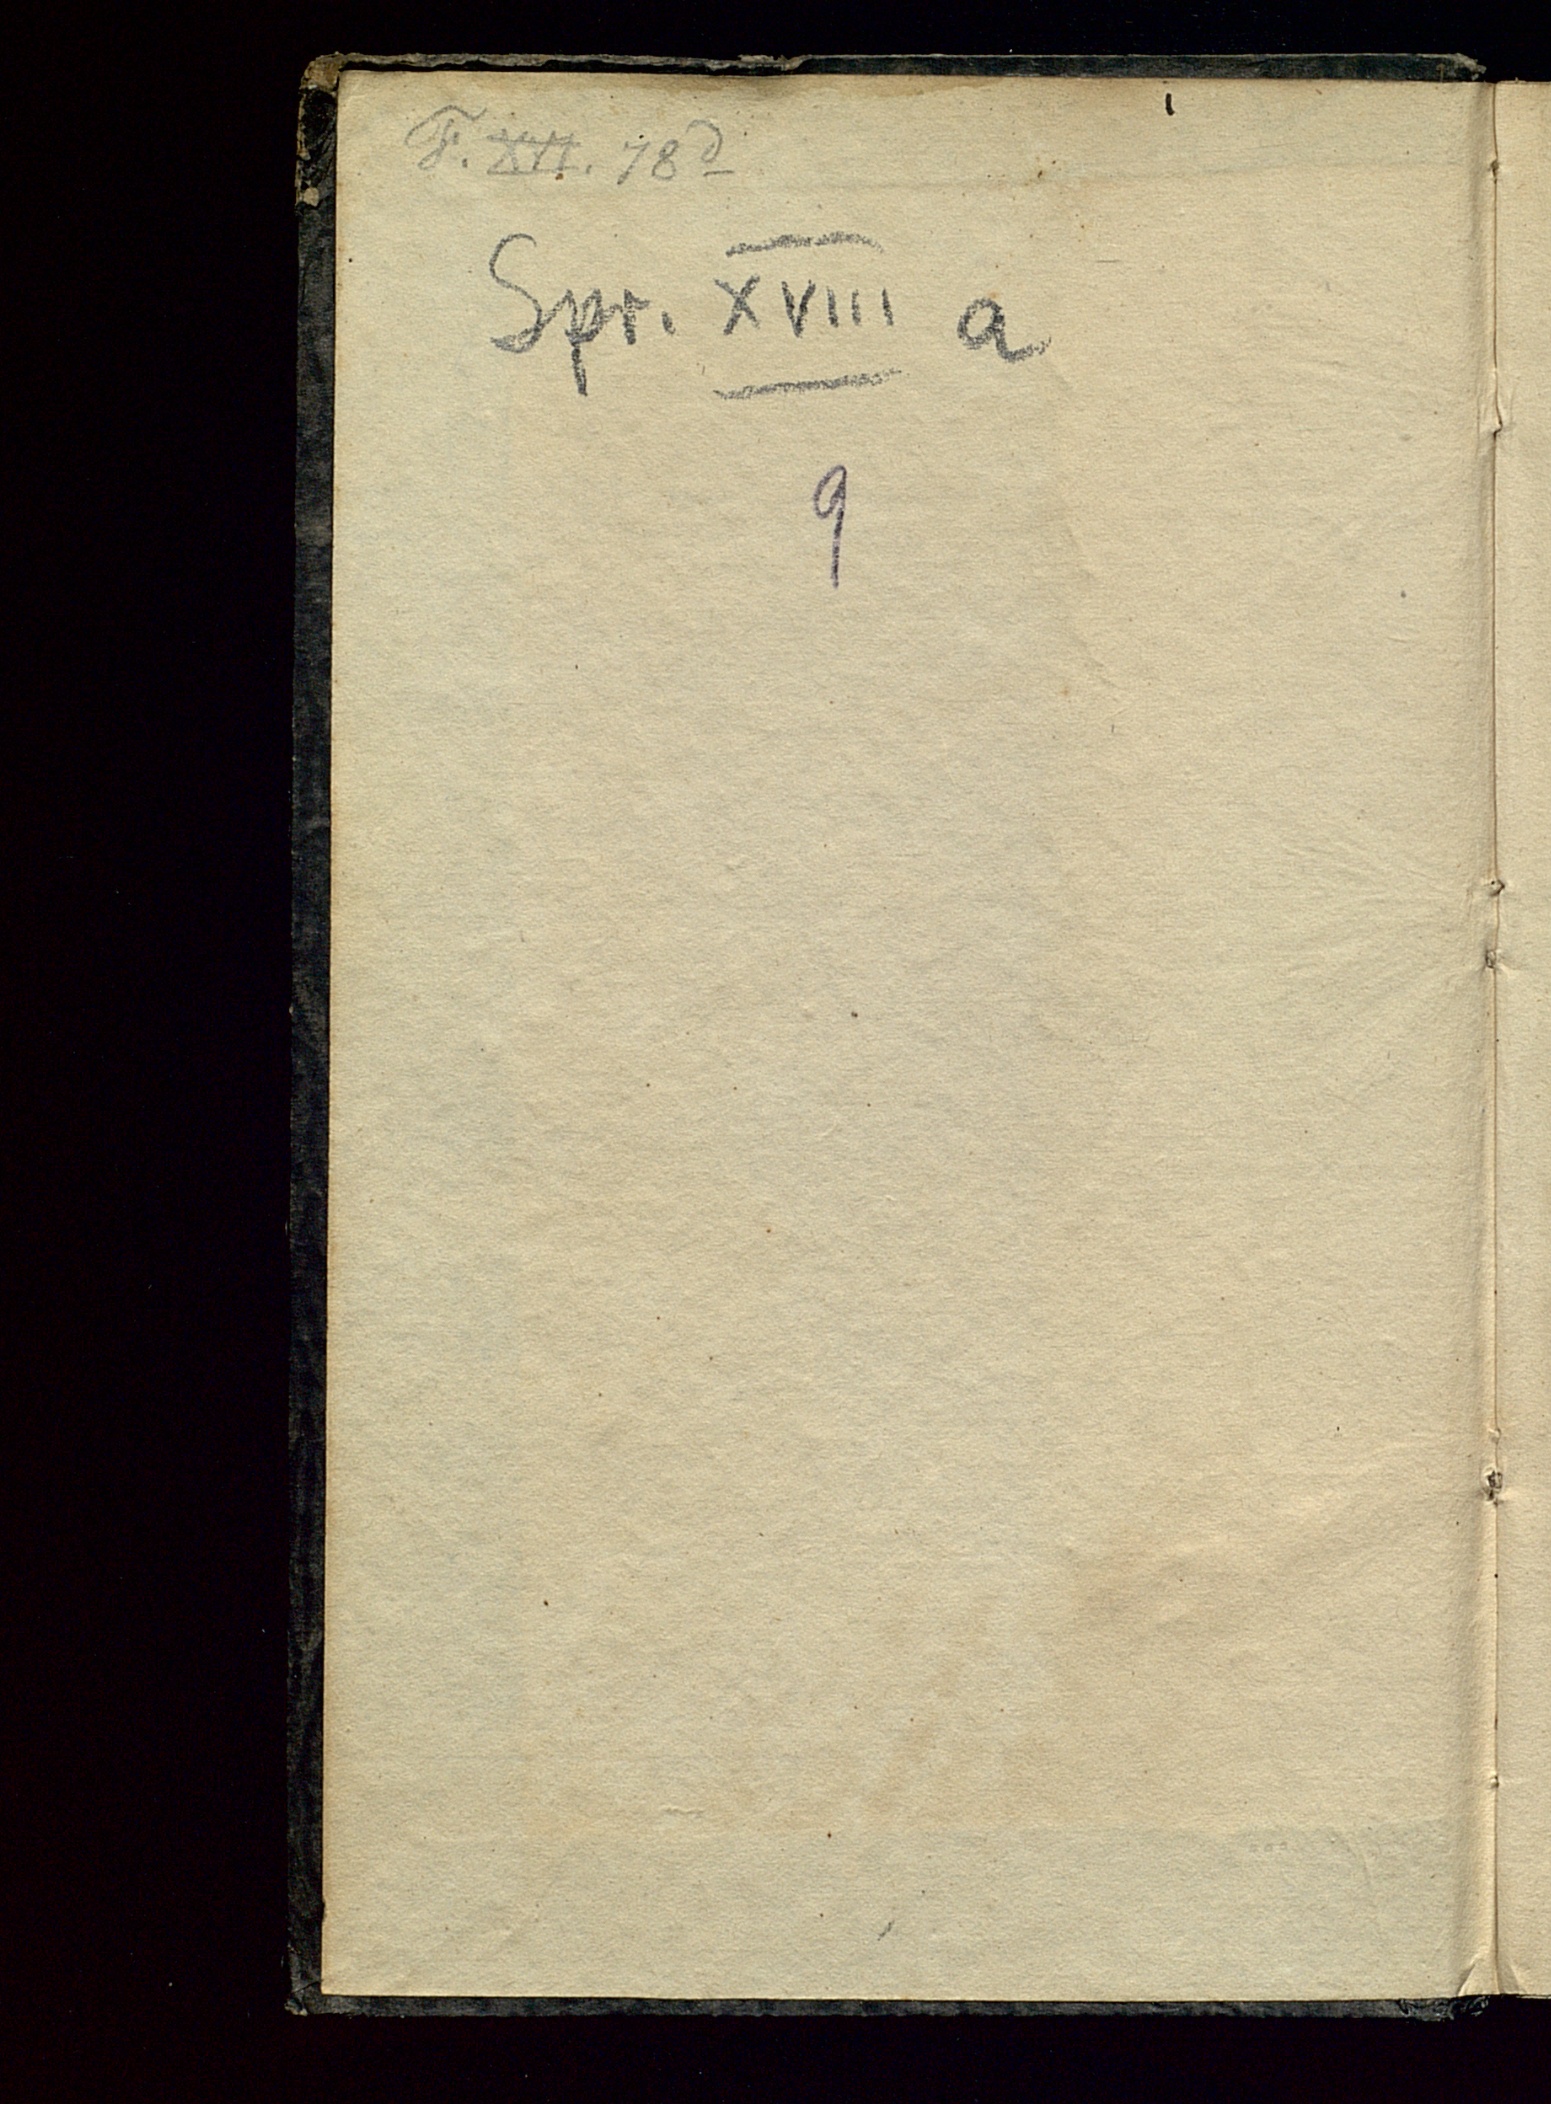 F. XII. 78d
Spr. XVIII a
9